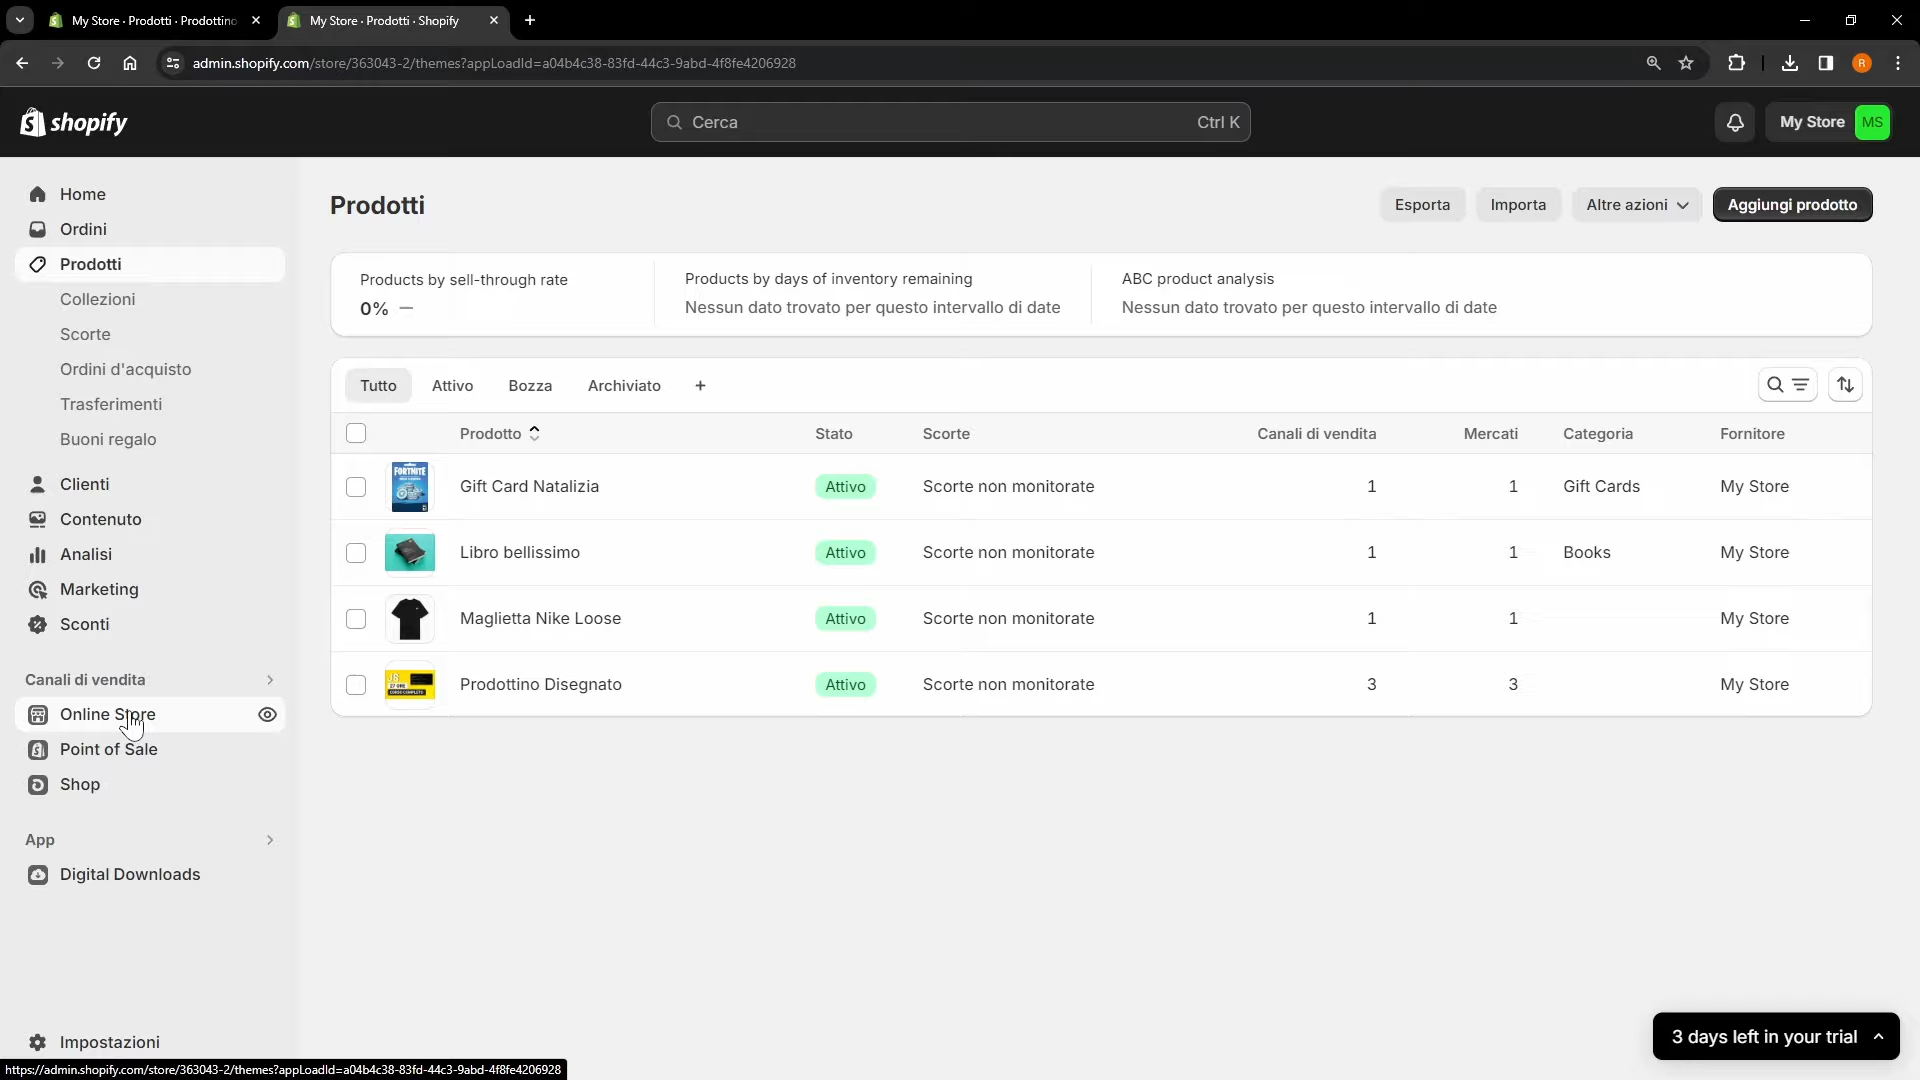 My Store · Prodotti · Prodottino
My Store · Prodotti · Shopify
admin.shopify.com/store/363043-2/themes?appLoadId=a04b4c38-83fd-44c3-9abd-4f8fe4206928
R
shopify
Cerca
Ctrl K
My Store
MS
Home
Ordini
Prodotti
Collezioni
Scorte
Ordini d'acquisto
Trasferimenti
Buoni regalo
Clienti
Contenuto
Analisi
Marketing
Sconti
Canali di vendita
Online Store
Point of Sale
Shop
App
Digital Downloads
Impostazioni
Prodotti
Esporta
Importa
Altre azioni
Aggiungi prodotto
Products by sell-through rate
0% —
Products by days of inventory remaining
Nessun dato trovato per questo intervallo di date
ABC product analysis
Nessun dato trovato per questo intervallo di date
Tutto Attivo Bozza Archiviato +
Prodotto Stato Scorte Canali di vendita Mercati Categoria Fornitore
FORTNITE
Gift Card Natalizia Attivo Scorte non monitorate 1 1 Gift Cards My Store
Libro bellissimo Attivo Scorte non monitorate 1 1 Books My Store
Maglietta Nike Loose Attivo Scorte non monitorate 1 1 My Store
Prodottino Disegnato Attivo Scorte non monitorate 3 3 My Store
3 days left in your trial
https://admin.shopify.com/store/363043-2/themes?appLoadId=a04b4c38-83fd-44c3-9abd-4f8fe4206928